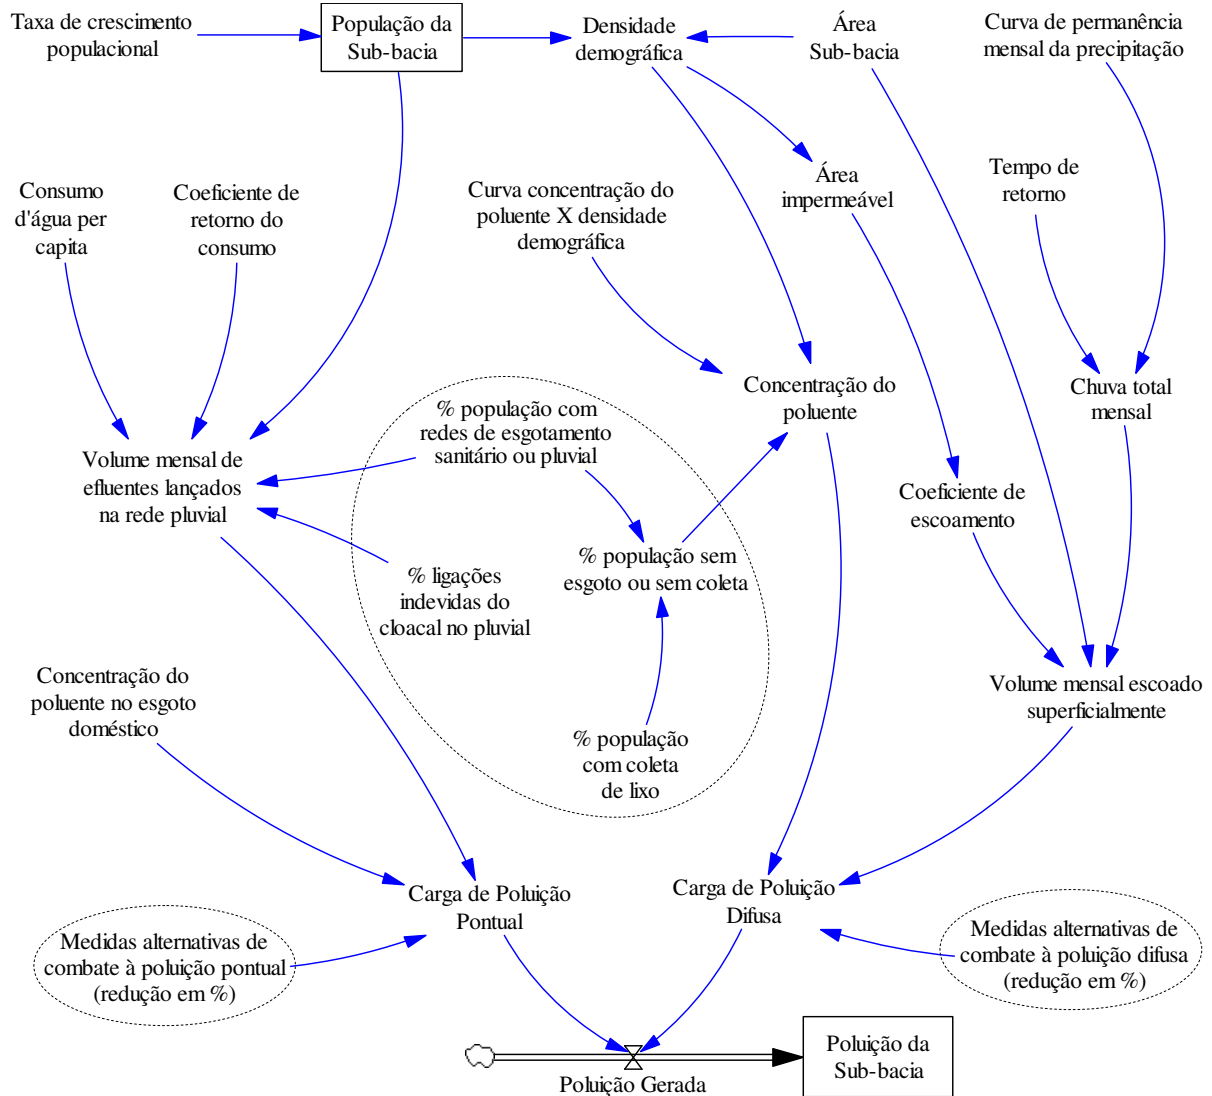 Taxa de crescimento
populacional
População da
Sub-bacia
Densidade
demográfica
Área
Sub-bacia
Curva de permanência
mensal da precipitação
Consumo
d'água per
capita
Coeficiente de
retorno do
consumo
Curva concentração do
poluente X densidade
demográfica
Área
impermeável
Tempo de
retorno
Concentração do
poluente
Chuva total
mensal
% população com
redes de esgotamento
sanitário ou pluvial
Volume mensal de
efluentes lançados
na rede pluvial
Coeficiente de
escoamento
% população sem
esgoto ou sem coleta
% ligações
indevidas do
cloacal no pluvial
Concentração do
poluente no esgoto
doméstico
Volume mensal escoado
superficialmente
% população
com coleta
de lixo
Carga de Poluição
Pontual
Carga de Poluição
Difusa
Medidas alternativas de
combate à poluição pontual
(redução em %)
Medidas alternativas de
combate à poluição difusa
(redução em %)
Poluição Gerada
Poluição da
Sub-bacia